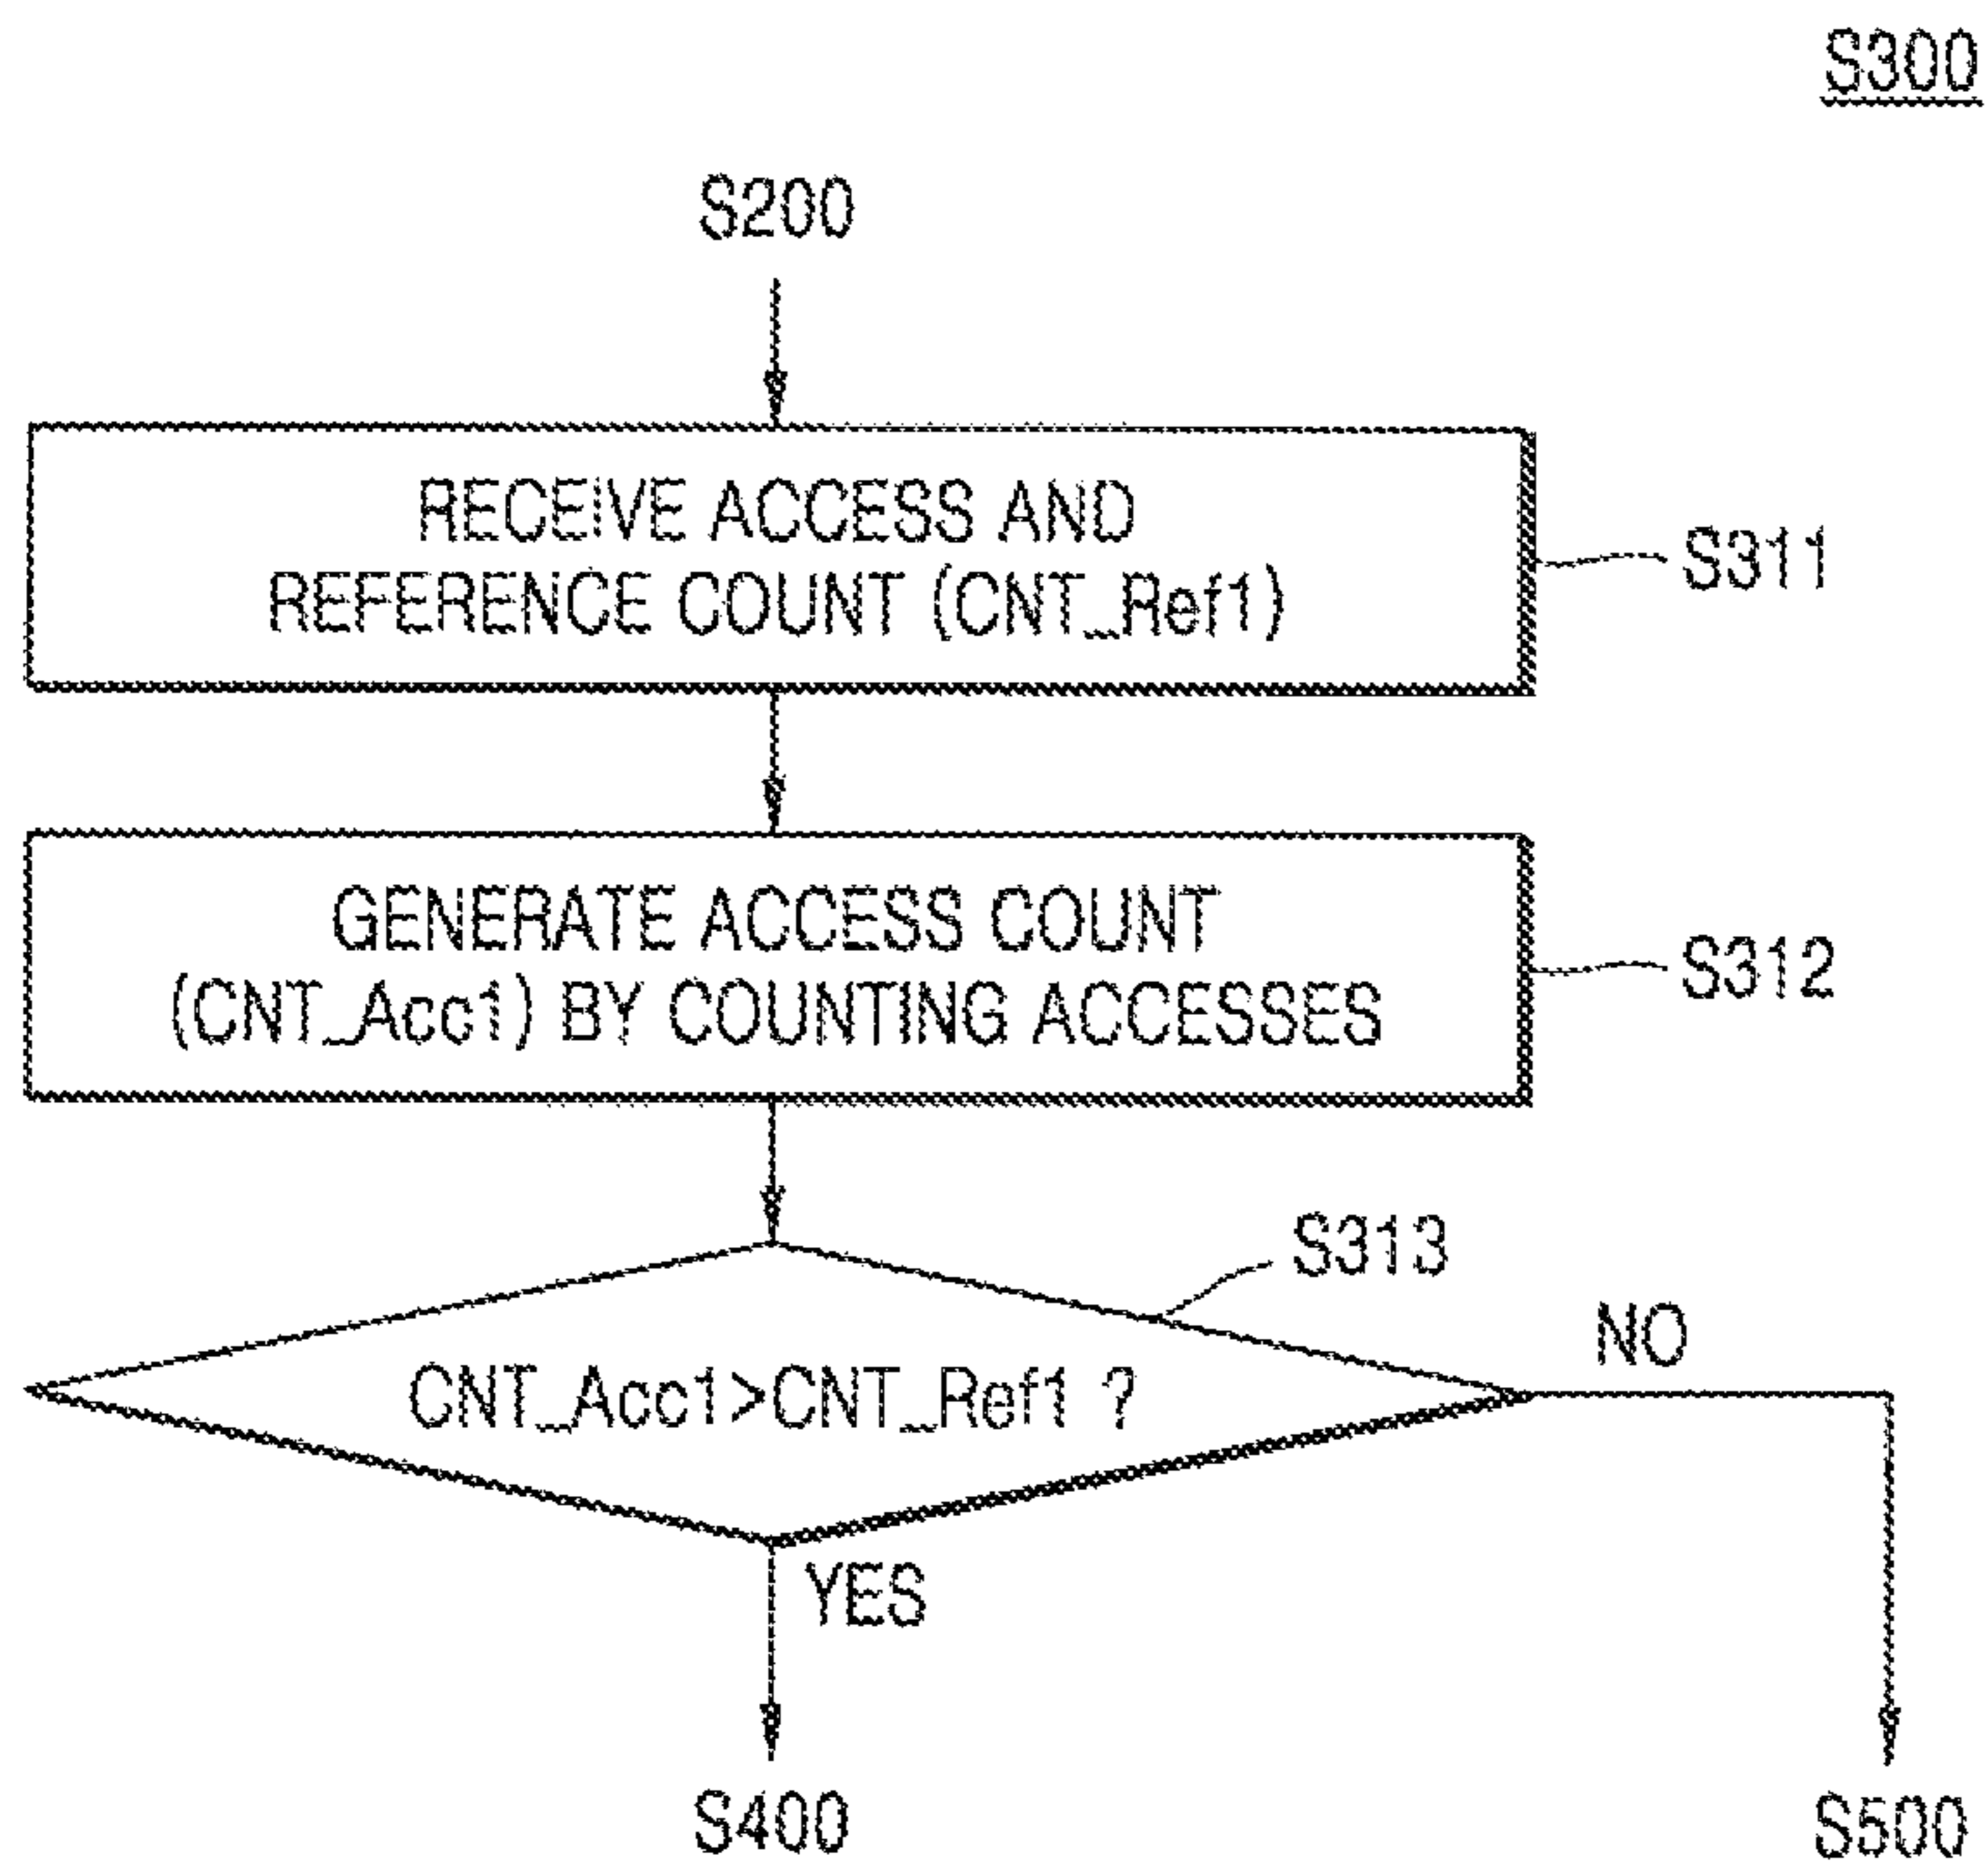 S300
S200
RECEIVE ACCESS AND
REFERENCE COUNT (CNT_Ref1)
S311
GENERATE ACCESS COUNT
(CNT_Acc1) BY COUNTING ACCESSES
S312
S313
NO
CNT_Acc1>CNT_Ref1 ?
YES
S400
S500